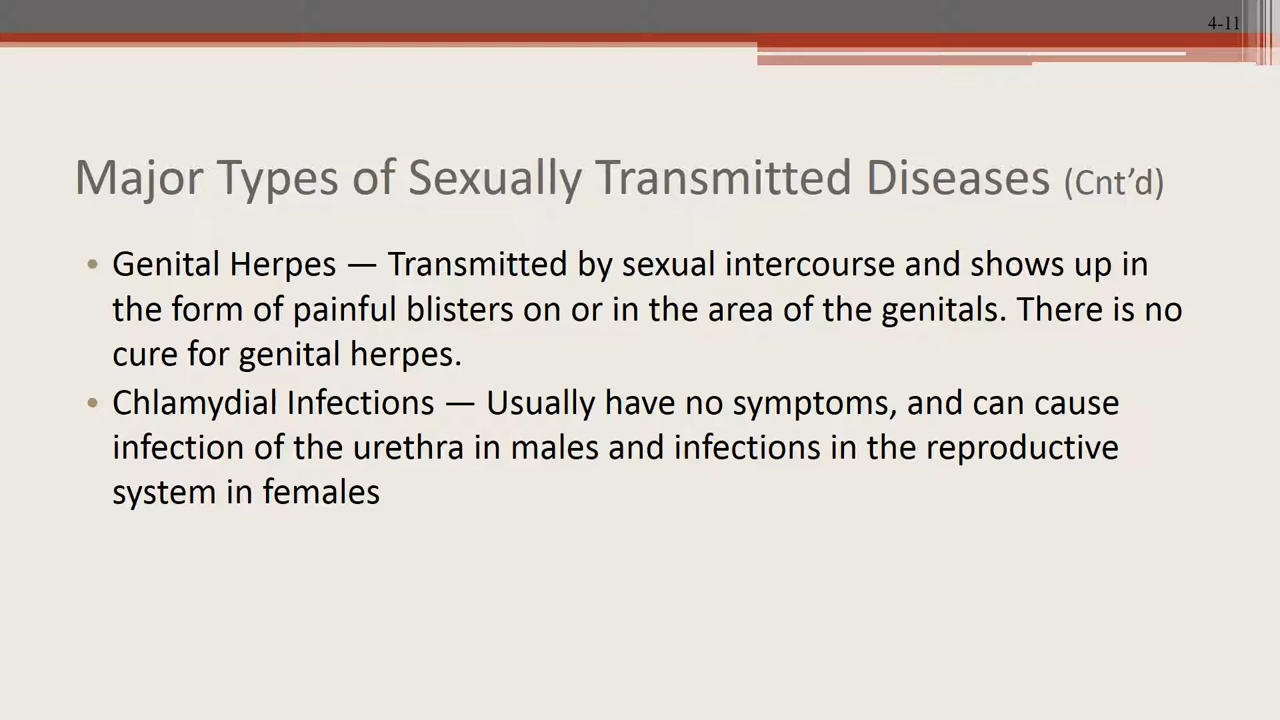 4-11
Major Types of Sexually Transmitted Diseases (Cnt’d)
• Genital Herpes — Transmitted by sexual intercourse and shows up in
the form of painful blisters on or in the area of the genitals. There is no
cure for genital herpes.
• Chlamydial Infections — Usually have no symptoms, and can cause
infection of the urethra in males and infections in the reproductive
system in females